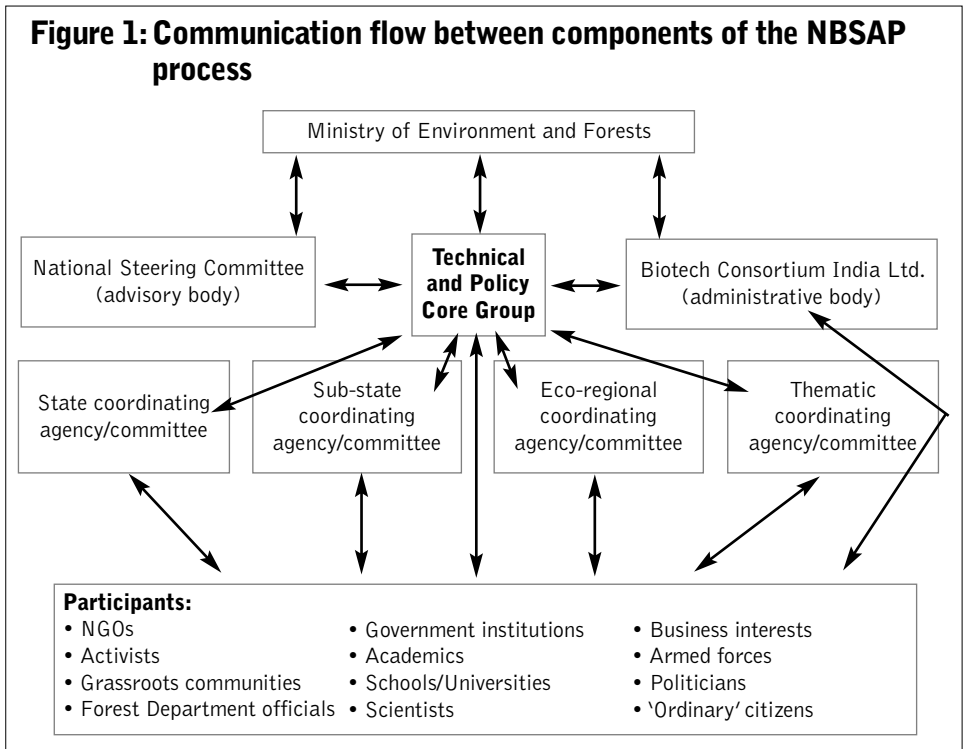 Figure 1: Communication flow between components of the NBSAP
process
Ministry of Environment and Forests
National Steering Committee
(advisory body)
Technical
and Policy
Core Group
Biotech Consortium India Ltd.
(administrative body)
State coordinating
agency/committee
Sub-state
coordinating
agency/committee
Eco-regional
coordinating
agency/committee
Thematic
coordinating
agency/committee
Participants:
• NGOs
• Activists
• Grassroots communities
• Forest Department officials
• Government institutions
• Academics
• Schools/Universities
• Scientists
• Business interests
• Armed forces
• Politicians
• ‘Ordinary’ citizens